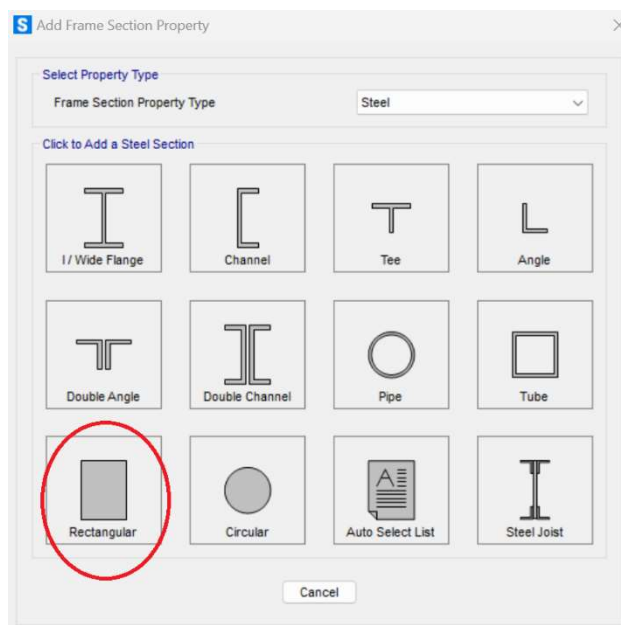 S Add Frame Section Property
Select Property Type
Frame Section Property Type Steel
Click to Add a Steel Section
I / Wide Flange Channel Tee Angle
Double Angle Double Channel Pipe Tube
A
Rectangular Circular Auto Select List Steel Joist
Cancel